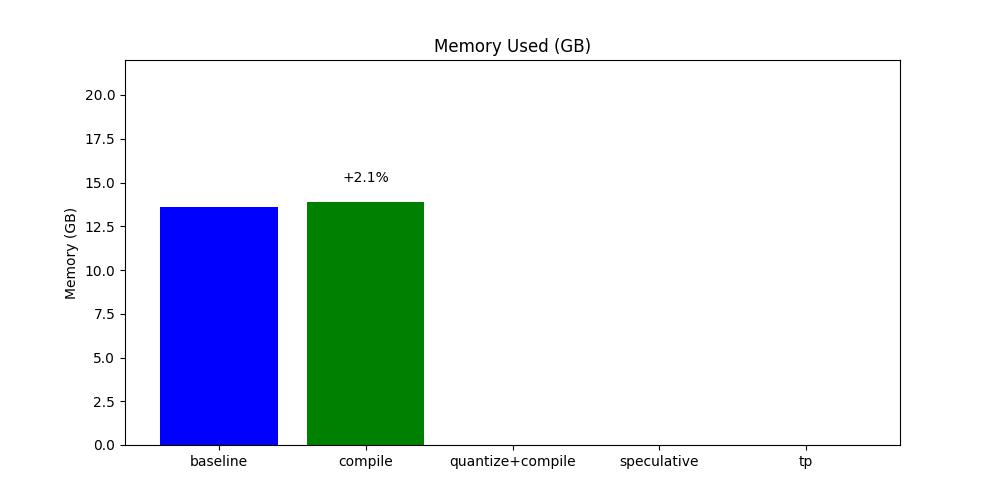 Memory Used (GB)
20.0
17.5
15.0
12.5
10.0
7.5
5.0
2.5
0.0
Memory (GB)
+2.1%
baseline
compile
quantize+compile
speculative
tp